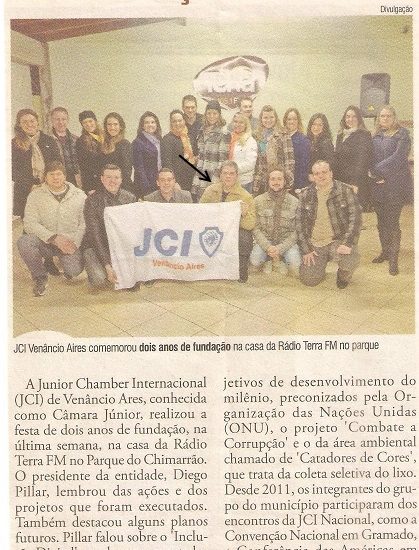 Divulgação
JCI
Venâncio Aires
JCI Venâncio Aires comemorou dois anos de fundação na casa da Rádio Terra FM no parque
A Junior Chamber Internacional
(JCI) de Venâncio Ares, conhecida
como Câmara Júnior, realizou a
festa de dois anos de fundação, na
última semana, na casa da Rádio
Terra FM no Parque do Chimarrão.
O presidente da entidade, Diego
Pillar, lembrou das ações e dos
projetos que foram executados.
Também destacou alguns planos
futuros. Pillar falou sobre o 'Inclu-
jetivos de desenvolvimento do
milênio, preconizados pela Or-
ganização das Nações Unidas
(ONU), o projeto 'Combate a
Corrupção' e o da área ambiental
chamado de 'Catadores de Cores',
que trata da coleta seletiva do lixo.
Desde 2011, os integrantes do gru-
po do município participaram dos
encontros da JCI Nacional, como a
Convenção Nacional em Gramado,